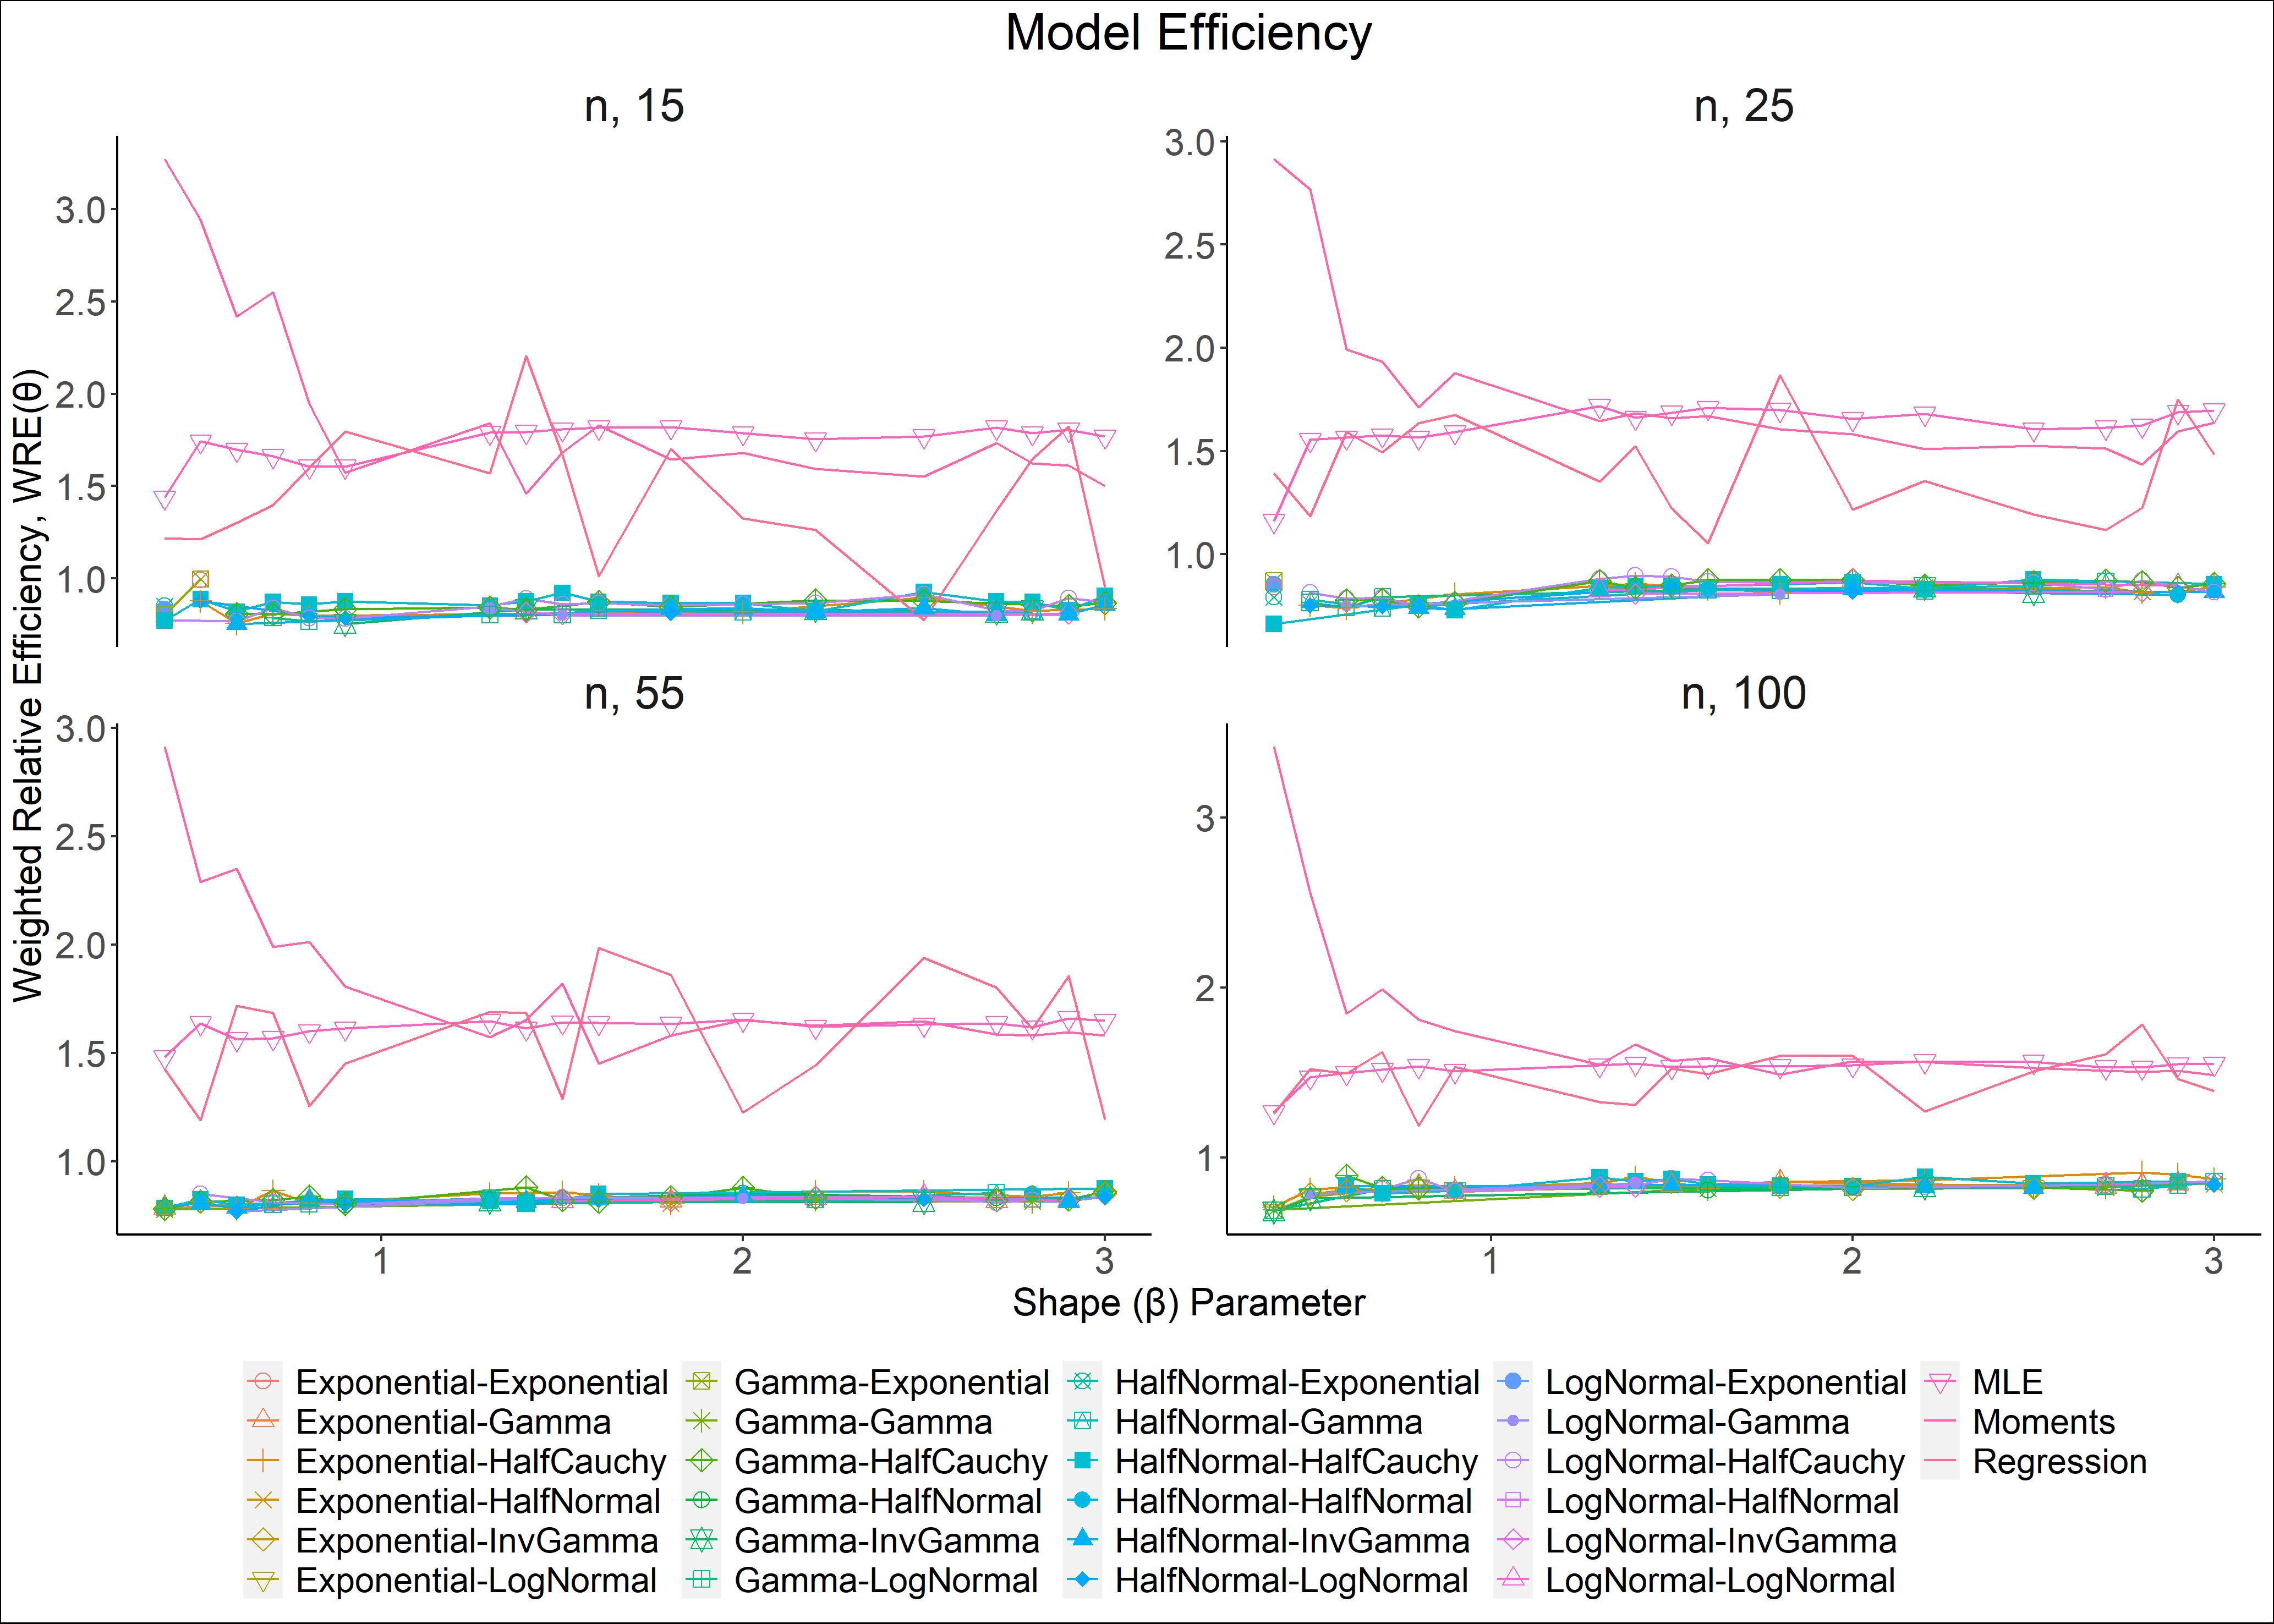 Model Efficiency
n, 15
n, 25
3.0
2.5
2.0
1.5
1.0
3.0
2.5
2.0
1.5
1.0
Weighted Relative Efficiency, WRE(θ)
n, 55
n, 100
3.0
2.5
2.0
1.5
1.0
3
2
1
1 2 3
1 2 3
Shape (β) Parameter
Exponential-Exponential
Exponential-Gamma
Exponential-HalfCauchy
Exponential-HalfNormal
Exponential-InvGamma
Exponential-LogNormal
Gamma-Exponential
Gamma-Gamma
Gamma-HalfCauchy
Gamma-HalfNormal
Gamma-InvGamma
Gamma-LogNormal
HalfNormal-Exponential
HalfNormal-Gamma
HalfNormal-HalfCauchy
HalfNormal-HalfNormal
HalfNormal-InvGamma
HalfNormal-LogNormal
LogNormal-Exponential
LogNormal-Gamma
LogNormal-HalfCauchy
LogNormal-HalfNormal
LogNormal-InvGamma
LogNormal-LogNormal
MLE
Moments
Regression